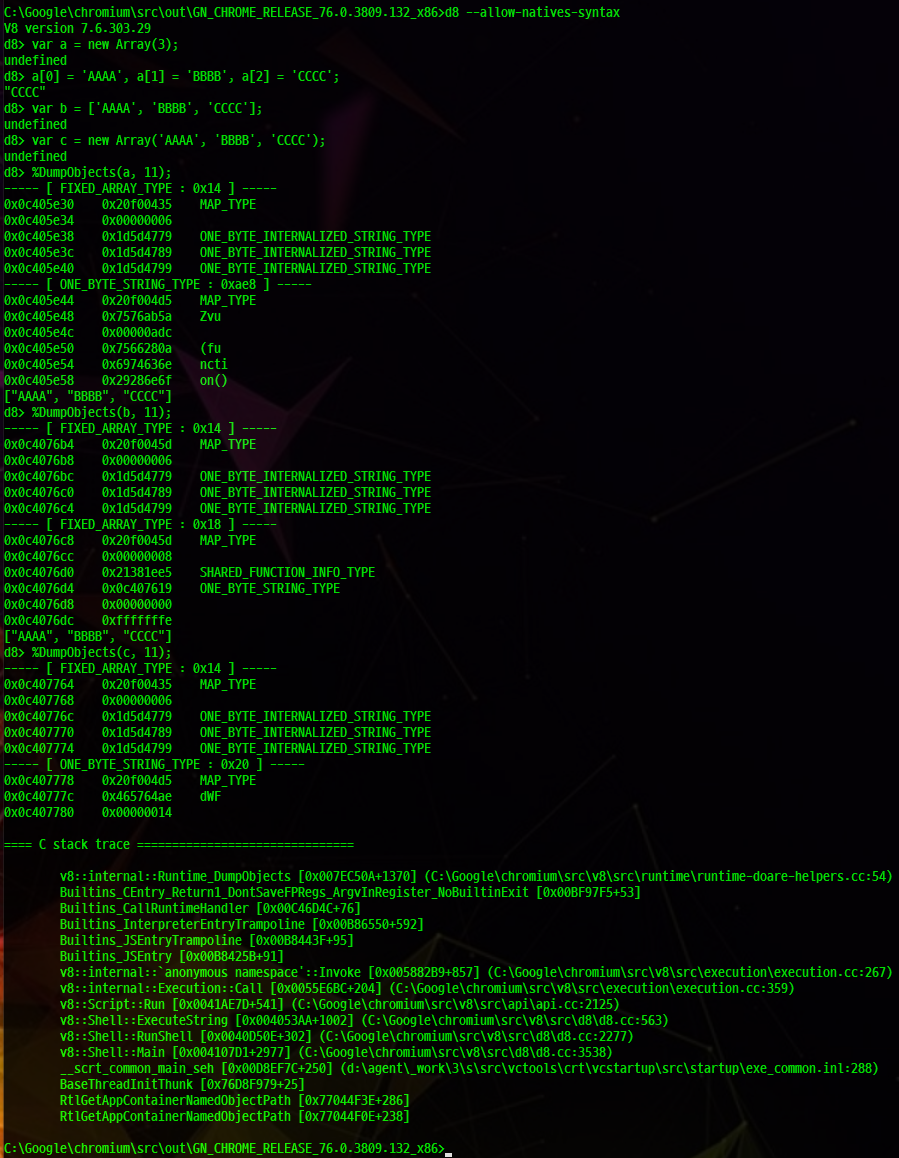 C:\Google\chromium\src\out\GN_CHROME_RELEASE_76.0.3809.132_x86>d8 --allow-natives-syntax
V8 version 7.6.303.29
d8> var a = new Array(3);
undefined
d8> a[0] = 'AAAA', a[1] = 'BBBB', a[2] = 'CCCC';
"CCCC"
d8> var b = ['AAAA', 'BBBB', 'CCCC'];
undefined
d8> var c = new Array('AAAA', 'BBBB', 'CCCC');
undefined
d8> %DumpObjects(a, 11);
----- [ FIXED_ARRAY_TYPE : 0x14 ] -----
0x0c405e30    0x20f00435    MAP_TYPE
0x0c405e34    0x00000006
0x0c405e38    0x1d5d4779    ONE_BYTE_INTERNALIZED_STRING_TYPE
0x0c405e3c    0x1d5d4789    ONE_BYTE_INTERNALIZED_STRING_TYPE
0x0c405e40    0x1d5d4799    ONE_BYTE_INTERNALIZED_STRING_TYPE
----- [ ONE_BYTE_STRING_TYPE : 0xae8 ] -----
0x0c405e44    0x20f004d5    MAP_TYPE
0x0c405e48    0x7576ab5a    Zvu
0x0c405e4c    0x00000adc
0x0c405e50    0x7566280a    (fu
0x0c405e54    0x6974636e    ncti
0x0c405e58    0x29286e6f    on()
["AAAA", "BBBB", "CCCC"]
d8> %DumpObjects(b, 11);
----- [ FIXED_ARRAY_TYPE : 0x14 ] -----
0x0c4076b4    0x20f0045d    MAP_TYPE
0x0c4076b8    0x00000006
0x0c4076bc    0x1d5d4779    ONE_BYTE_INTERNALIZED_STRING_TYPE
0x0c4076c0    0x1d5d4789    ONE_BYTE_INTERNALIZED_STRING_TYPE
0x0c4076c4    0x1d5d4799    ONE_BYTE_INTERNALIZED_STRING_TYPE
----- [ FIXED_ARRAY_TYPE : 0x18 ] -----
0x0c4076c8    0x20f0045d    MAP_TYPE
0x0c4076cc    0x00000008
0x0c4076d0    0x21381ee5    SHARED_FUNCTION_INFO_TYPE
0x0c4076d4    0x0c407619    ONE_BYTE_STRING_TYPE
0x0c4076d8    0x00000000
0x0c4076dc    0xfffffffe
["AAAA", "BBBB", "CCCC"]
d8> %DumpObjects(c, 11);
----- [ FIXED_ARRAY_TYPE : 0x14 ] -----
0x0c407764    0x20f00435    MAP_TYPE
0x0c407768    0x00000006
0x0c40776c    0x1d5d4779    ONE_BYTE_INTERNALIZED_STRING_TYPE
0x0c407770    0x1d5d4789    ONE_BYTE_INTERNALIZED_STRING_TYPE
0x0c407774    0x1d5d4799    ONE_BYTE_INTERNALIZED_STRING_TYPE
----- [ ONE_BYTE_STRING_TYPE : 0x20 ] -----
0x0c407778    0x20f004d5    MAP_TYPE
0x0c40777c    0x465764ae    dWF
0x0c407780    0x00000014
==== C stack trace ===============================
v8::internal::Runtime_DumpObjects [0x007EC50A+1370] (C:\Google\chromium\src\v8\src\runtime\runtime-doare-helpers.cc:54)
Builtins_CEntry_Return1_DontSaveFPRegs_ArgvInRegister_NoBuiltinExit [0x00BF97F5+53]
Builtins_CallRuntimeHandler [0x00C46D4C+76]
Builtins_InterpreterEntryTrampoline [0x00B86550+592]
Builtins_JSEntryTrampoline [0x00B8443F+95]
Builtins_JSEntry [0x00B8425B+91]
v8::internal::`anonymous namespace'::Invoke [0x005882B9+857] (C:\Google\chromium\src\v8\src\execution\execution.cc:267)
v8::internal::Execution::Call [0x0055E6BC+204] (C:\Google\chromium\src\v8\src\execution\execution.cc:359)
v8::Script::Run [0x0041AE7D+541] (C:\Google\chromium\src\v8\src\api\api.cc:2125)
v8::Shell::ExecuteString [0x004053AA+1002] (C:\Google\chromium\src\v8\src\d8\d8.cc:563)
v8::Shell::RunShell [0x0040D50E+302] (C:\Google\chromium\src\v8\src\d8\d8.cc:2277)
v8::Shell::Main [0x004107D1+2977] (C:\Google\chromium\src\v8\src\d8\d8.cc:3538)
__scrt_common_main_seh [0x00D8EF7C+250] (d:\agent\_work\3\s\src\vctools\crt\vcstartup\src\startup\exe_common.inl:288)
BaseThreadInitThunk [0x76D8F979+25]
RtlGetAppContainerNamedObjectPath [0x77044F3E+286]
RtlGetAppContainerNamedObjectPath [0x77044F0E+238]
C:\Google\chromium\src\out\GN_CHROME_RELEASE_76.0.3809.132_x86>